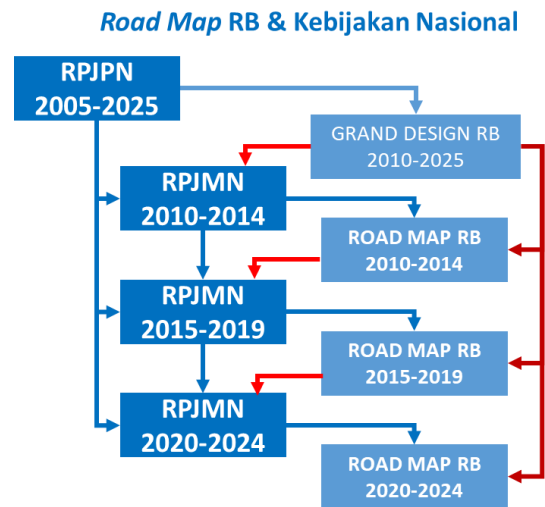 Road Map RB & Kebijakan Nasional
RPJPN
2005-2025
GRAND DESIGN RB
2010-2025
RPJMN
2010-2014
ROAD MAP RB
2010-2014
RPJMN
2015-2019
ROAD MAP RB
2015-2019
RPJMN
2020-2024
ROAD MAP RB
2020-2024